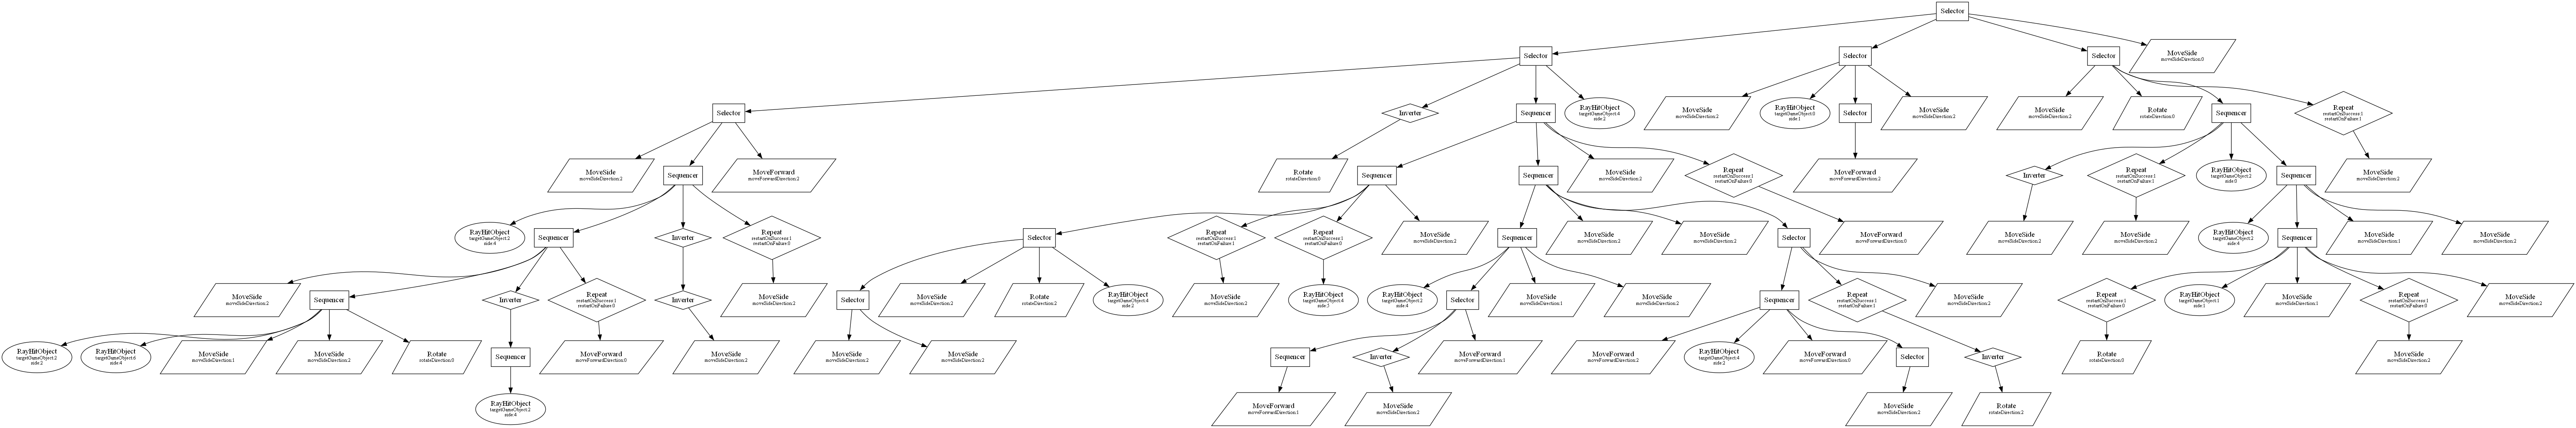 Selector
Selector
Selector
Selector
MoveSide
moveSideDirection:0
Selector
Inverter
Sequencer
RayHitObject
targetGameObject:4
side:2
MoveSide
moveSideDirection:2
RayHitObject
targetGameObject:0
side:1
Selector
MoveSide
moveSideDirection:2
MoveSide
moveSideDirection:2
Rotate
rotateDirection:0
Sequencer
Repeat
restartOnSuccess:1
restartOnFailure:1
MoveSide
moveSideDirection:2
Sequencer
MoveForward
moveForwardDirection:2
Rotate
rotateDirection:0
Sequencer
Sequencer
MoveSide
moveSideDirection:2
Repeat
restartOnSuccess:1
restartOnFailure:0
MoveForward
moveForwardDirection:2
Inverter
Repeat
restartOnSuccess:1
restartOnFailure:1
RayHitObject
targetGameObject:2
side:0
Sequencer
MoveSide
moveSideDirection:2
RayHitObject
targetGameObject:2
side:4
Sequencer
Inverter
Repeat
restartOnSuccess:1
restartOnFailure:0
Selector
Repeat
restartOnSuccess:1
restartOnFailure:1
Repeat
restartOnSuccess:1
restartOnFailure:0
MoveSide
moveSideDirection:2
Sequencer
MoveSide
moveSideDirection:2
MoveSide
moveSideDirection:2
Selector
MoveForward
moveForwardDirection:0
MoveSide
moveSideDirection:2
MoveSide
moveSideDirection:2
RayHitObject
targetGameObject:2
side:4
Sequencer
MoveSide
moveSideDirection:1
MoveSide
moveSideDirection:2
MoveSide
moveSideDirection:2
Sequencer
Inverter
Repeat
restartOnSuccess:1
restartOnFailure:0
Inverter
MoveSide
moveSideDirection:2
Selector
MoveSide
moveSideDirection:2
Rotate
rotateDirection:2
RayHitObject
targetGameObject:4
side:2
MoveSide
moveSideDirection:2
RayHitObject
targetGameObject:6
side:3
RayHitObject
targetGameObject:2
side:4
Selector
MoveSide
moveSideDirection:1
MoveSide
moveSideDirection:2
Sequencer
Repeat
restartOnSuccess:1
restartOnFailure:1
MoveSide
moveSideDirection:2
Repeat
restartOnSuccess:1
restartOnFailure:0
RayHitObject
targetGameObject:1
side:1
MoveSide
moveSideDirection:1
Repeat
restartOnSuccess:1
restartOnFailure:0
MoveSide
moveSideDirection:2
RayHitObject
targetGameObject:2
side:2
RayHitObject
targetGameObject:6
side:4
MoveSide
moveSideDirection:1
MoveSide
moveSideDirection:2
Rotate
rotateDirection:0
Sequencer
MoveForward
moveForwardDirection:0
MoveSide
moveSideDirection:2
MoveSide
moveSideDirection:2
MoveSide
moveSideDirection:2
Sequencer
Inverter
MoveForward
moveForwardDirection:1
MoveForward
moveForwardDirection:2
RayHitObject
targetGameObject:4
side:2
MoveForward
moveForwardDirection:0
Selector
Inverter
Rotate
rotateDirection:0
MoveSide
moveSideDirection:2
RayHitObject
targetGameObject:2
side:4
MoveForward
moveForwardDirection:1
MoveSide
moveSideDirection:2
MoveSide
moveSideDirection:2
Rotate
rotateDirection:2